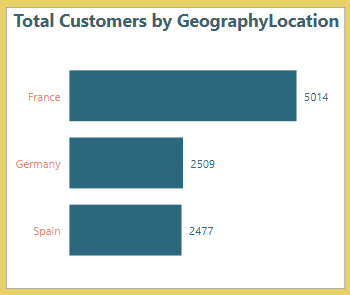 Total Customers by GeographyLocation
France 5014
Germany 2509
Spain 2477